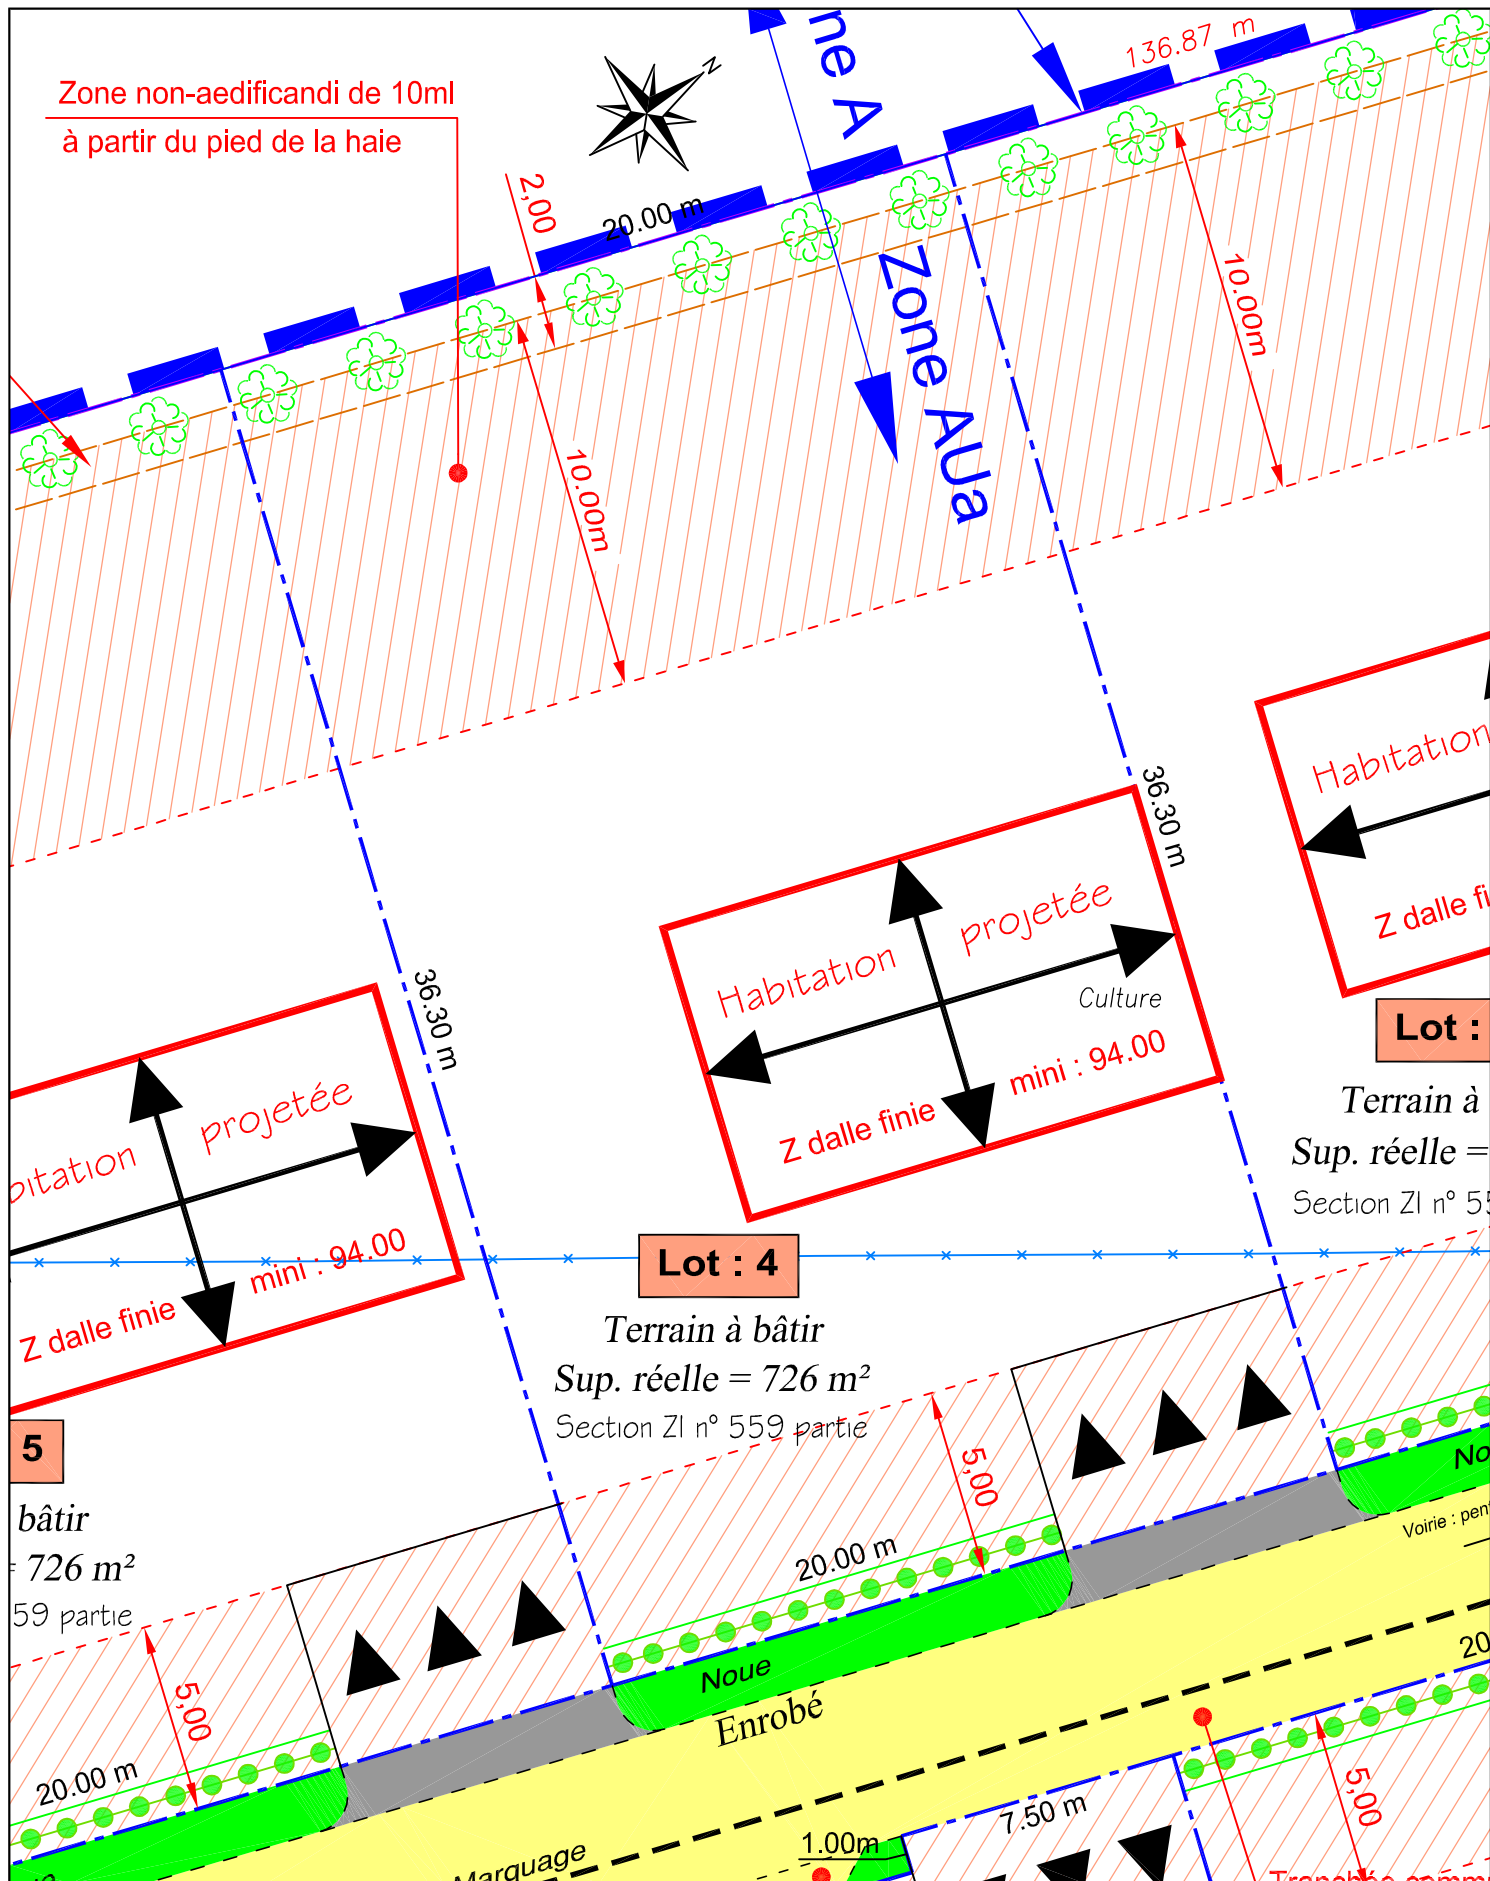 ne A
136.87 m
N
Zone non-aedificandi de 10ml
à partir du pied de la haie
2,00
20.00 m
Zone AUa
10.00m
10.00m
36.30 m
Habitation
Z dalle
Habitation projetée
Culture
Z dalle finie mini : 94.00
36.30 m
projetée
Z dalle finie mini : 94.00
Lot :
Terrain à
Sup. réelle =
Section ZI n°
Lot : 4
Terrain à bâtir
Sup. réelle = 726 m²
Section ZI n° 559 partie
5
bâtir
726 m²
59 partie
5,00
20.00 m
Noue
Enrobé
Voirie :
20
5,00
20.00 m
7.50 m
5,00
1.00m
Marquage